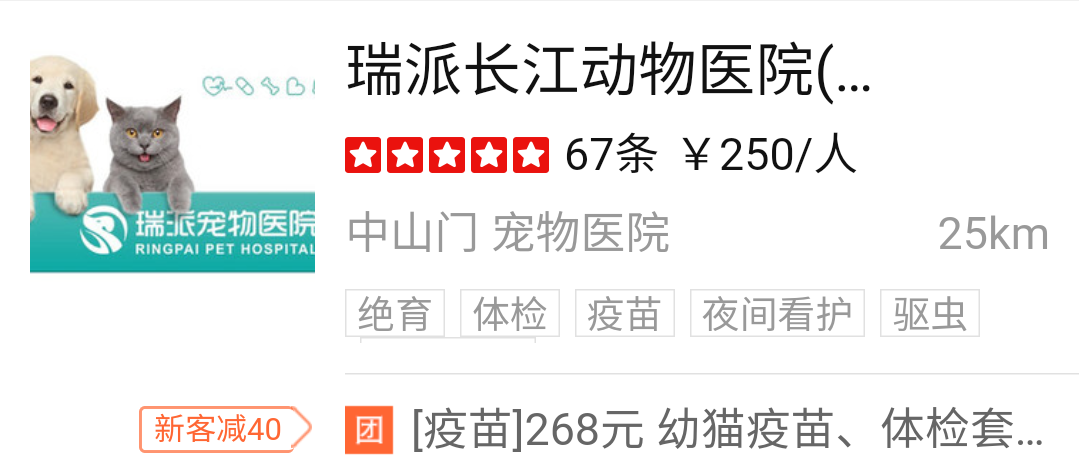 瑞派长江动物医院(...
67条 ￥250/人
中山门 宠物医院 25km
瑞派宠物医院
RINGPAI PET HOSPITAL
绝育 体检 疫苗 夜间看护 驱虫
新客减40 团 [疫苗]268元 幼猫疫苗、体检套...